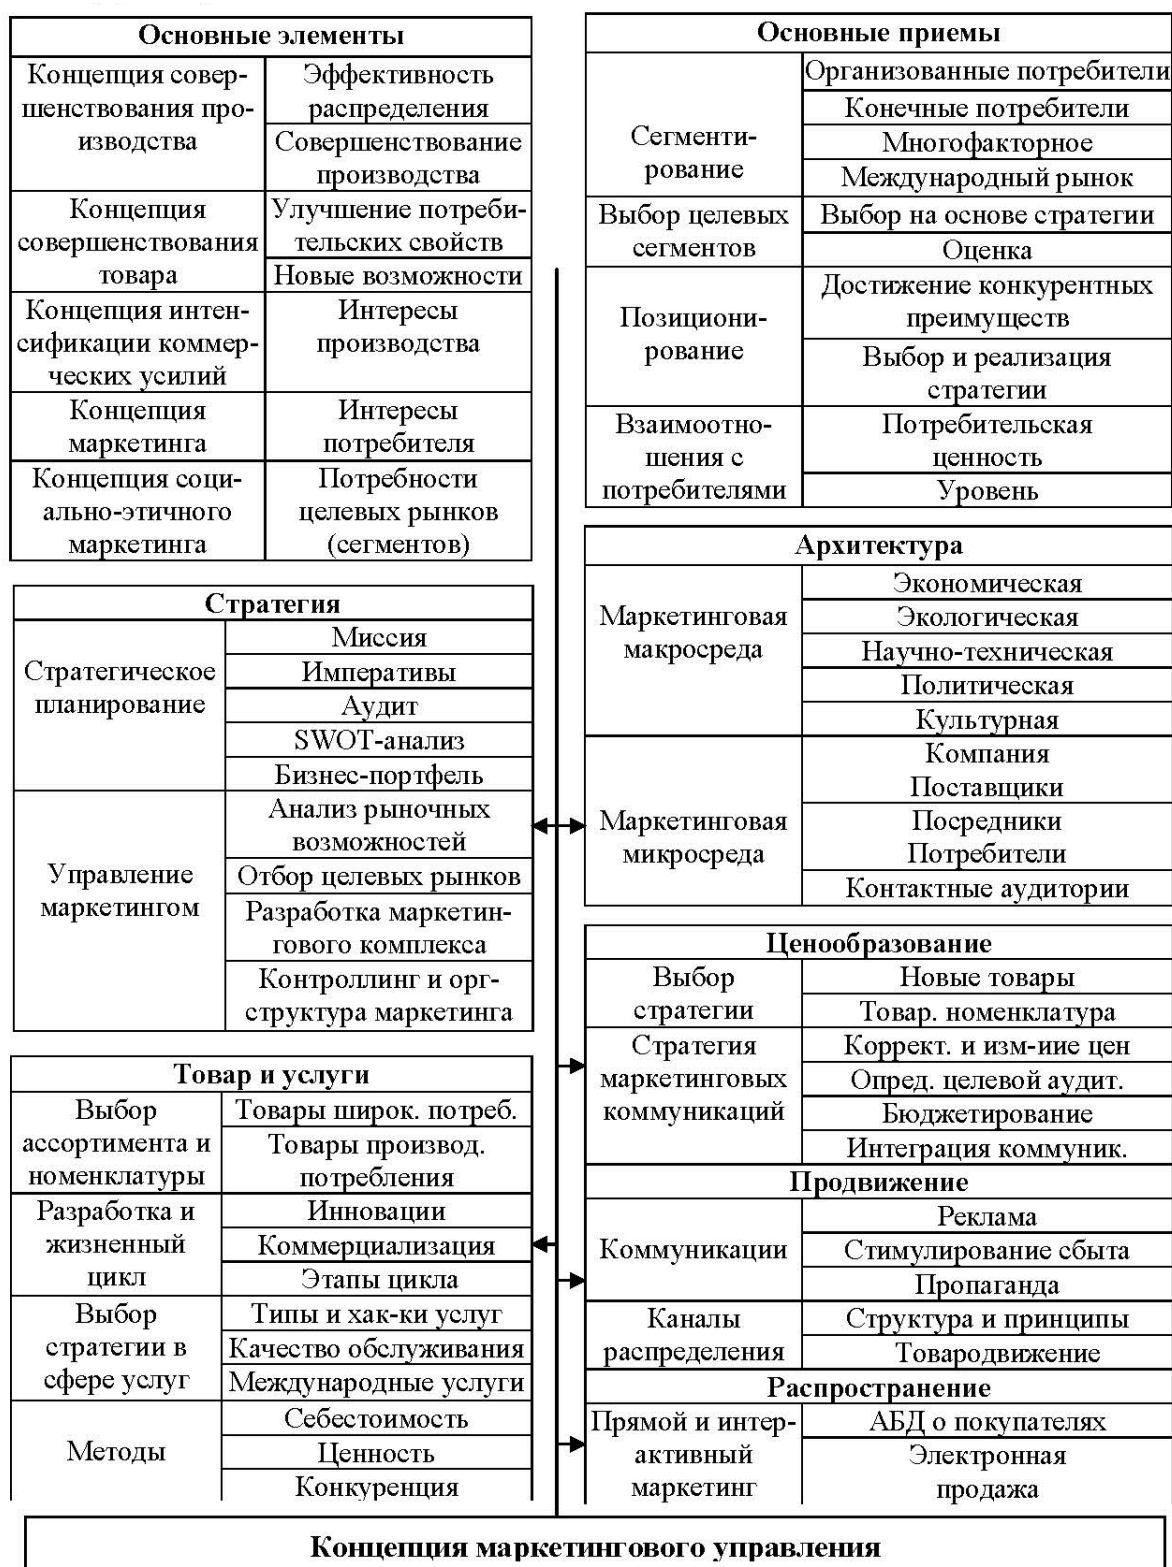 Основные элементы
Концепция совер-
шенствования про-
изводства
Эффективность
распределения
Совершенствование
производства
Концепция
совершенствования
товара
Улучшение потреби-
тельских свойств
Новые возможности
Концепция интен-
сификации коммер-
ческих усилий
Интересы
производства
Концепция
маркетинга
Интересы
потребителя
Концепция соци-
ально-этичного
маркетинга
Потребности
целевых рынков
(сегментов)
Стратегия
Стратегическое
планирование
Миссия
Императивы
Аудит
SWOT-анализ
Бизнес-портфель
Управление
маркетингом
Анализ рыночных
возможностей
Отбор целевых рынков
Разработка маркетин-
гового комплекса
Контроллинг и орг-
структура маркетинга
Товар и услуги
Выбор
ассортимента и
номенклатуры
Товары широк. потреб.
Товары производ.
потребления
Разработка и
жизненный
цикл
Инновации
Коммерциализация
Этапы цикла
Выбор
стратегии в
сфере услуг
Типы и хак-ки услуг
Качество обслуживания
Международные услуги
Методы
Себестоимость
Ценность
Конкуренция
Основные приемы
Сегменти-
рование
Организованные потребители
Конечные потребители
Многофакторное
Международный рынок
Выбор целевых
сегментов
Выбор на основе стратегии
Оценка
Позициони-
рование
Достижение конкурентных
преимуществ
Выбор и реализация
стратегии
Взаимоотно-
шения с
потребителями
Потребительская
ценность
Уровень
Архитектура
Маркетинговая
макросреда
Экономическая
Экологическая
Научно-техническая
Политическая
Культурная
Маркетинговая
микросреда
Компания
Поставщики
Посредники
Потребители
Контактные аудитории
Ценообразование
Выбор
стратегии
Новые товары
Товар. номенклатура
Стратегия
маркетинговых
коммуникаций
Коррект. и изм-иие цен
Опред. целевой аудит.
Бюджетирование
Интеграция коммуник.
Продвижение
Коммуникации
Реклама
Стимулирование сбыта
Пропаганда
Каналы
распределения
Структура и принципы
Товародвижение
Распространение
Прямой и интер-
активный
маркетинг
АБД о покупателях
Электронная
продажа
Концепция маркетингового управления